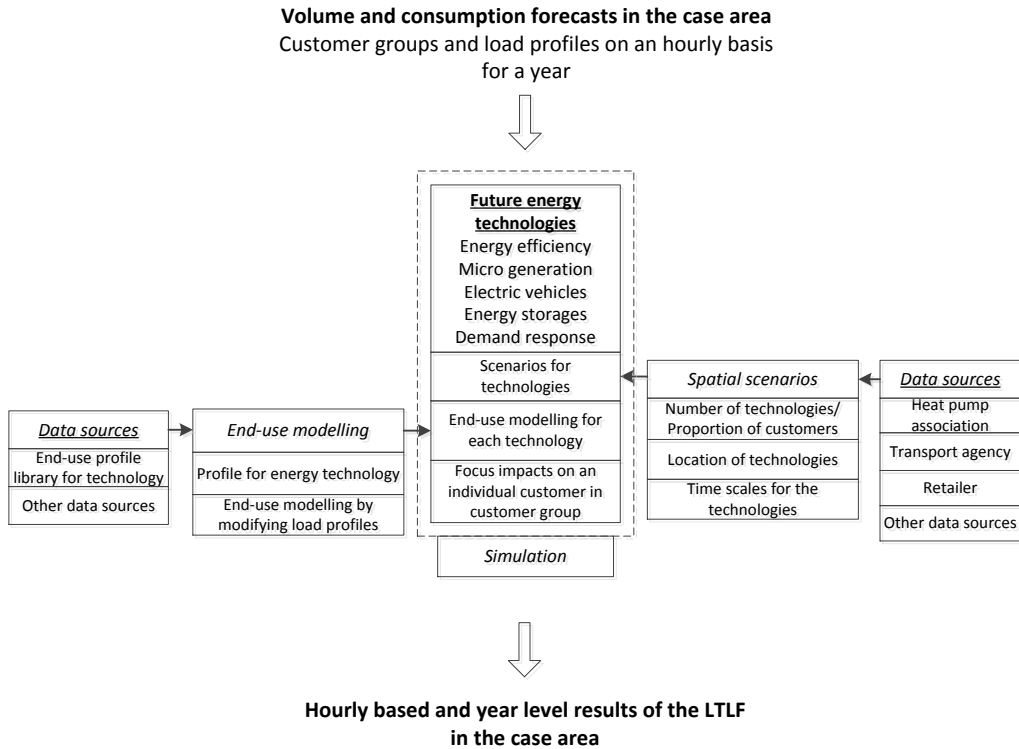 Volume and consumption forecasts in the case area
Customer groups and load profiles on an hourly basis
for a year
Future energy
technologies
Energy efficiency
Micro generation
Electric vehicles
Energy storages
Demand response
Scenarios for
technologies
End-use modelling for
each technology
Focus impacts on an
individual customer in
customer group
Simulation
Data sources
End-use profile
library for technology
Other data sources
End-use modelling
Profile for energy technology
End-use modelling by
modifying load profiles
Spatial scenarios
Number of technologies/
Proportion of customers
Location of technologies
Time scales for the
technologies
Data sources
Heat pump
association
Transport agency
Retailer
Other data sources
Hourly based and year level results of the LTLF
in the case area